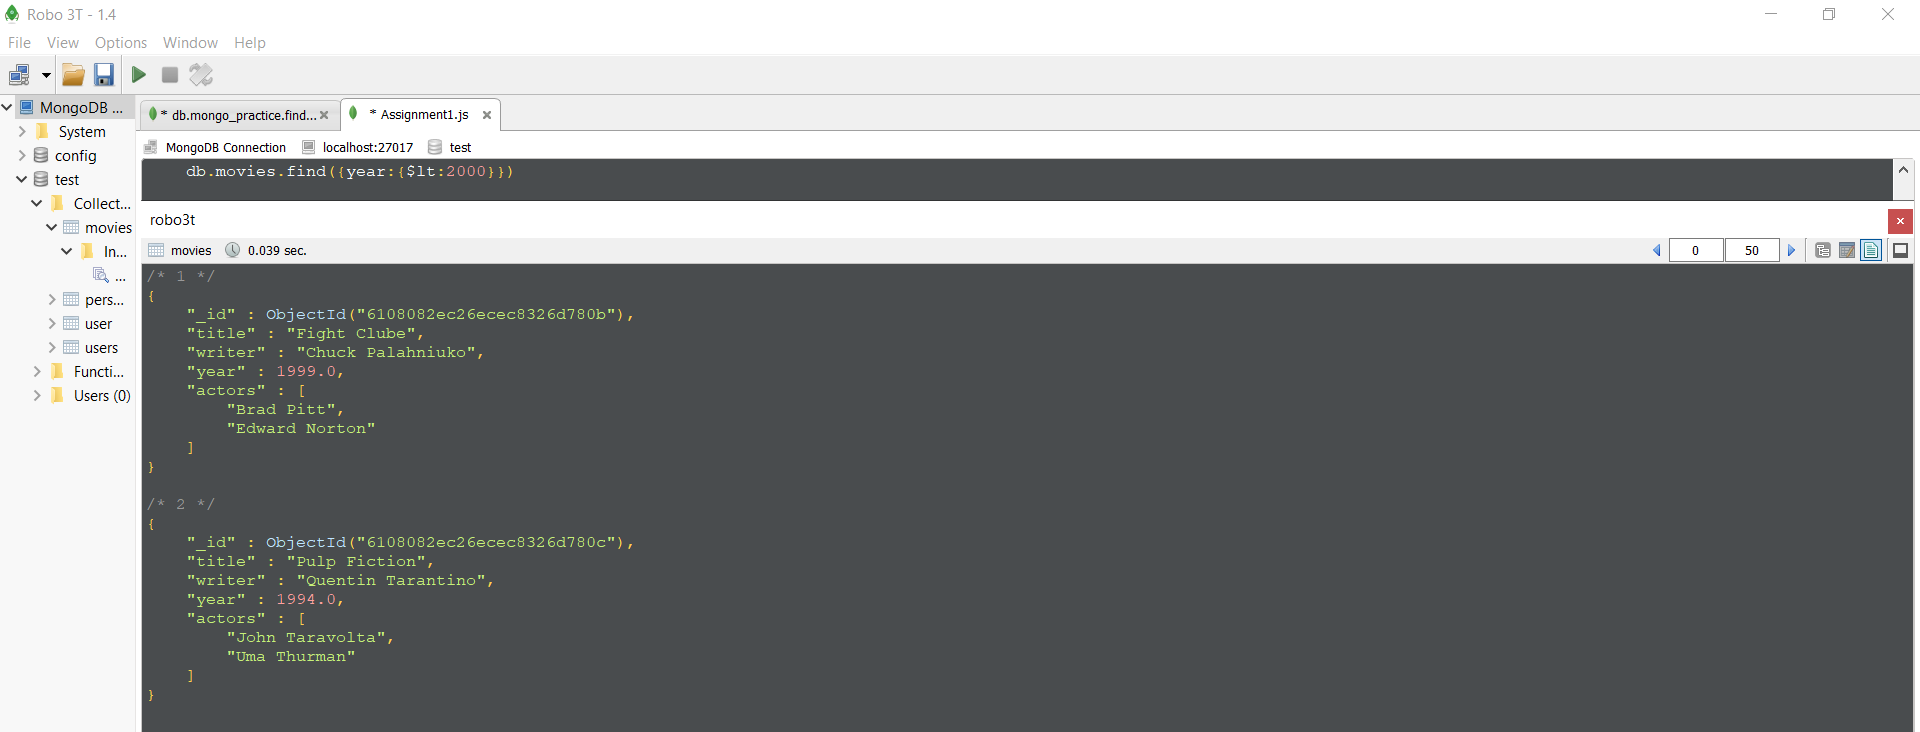 Robo 3T - 1.4
File View Options Window Help
MongoDB ...
System
config
test
Collect...
movies
In...
...
pers...
user
users
Functi...
Users (0)
* db.mongo_practice.find... * Assignment1.js
MongoDB Connection localhost:27017 test
db.movies.find({year:{$lt:2000}})
robo3t
movies 0.039 sec. 0 50
/* 1 */
{
"_id" : ObjectId("6108082ec26ecec8326d780b"),
"title" : "Fight Clube",
"writer" : "Chuck Palahniuko",
"year" : 1999.0,
"actors" : [
"Brad Pitt",
"Edward Norton"
]
}
/* 2 */
{
"_id" : ObjectId("6108082ec26ecec8326d780c"),
"title" : "Pulp Fiction",
"writer" : "Quentin Tarantino",
"year" : 1994.0,
"actors" : [
"John Taravolta",
"Uma Thurman"
]
}